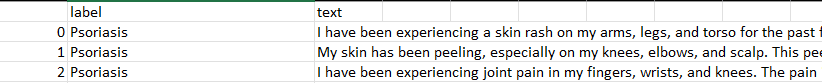 label text
0 Psoriasis I have been experiencing a skin rash on my arms, legs, and torso for the past f
1 Psoriasis My skin has been peeling, especially on my knees, elbows, and scalp. This pee
2 Psoriasis I have been experiencing joint pain in my fingers, wrists, and knees. The pain